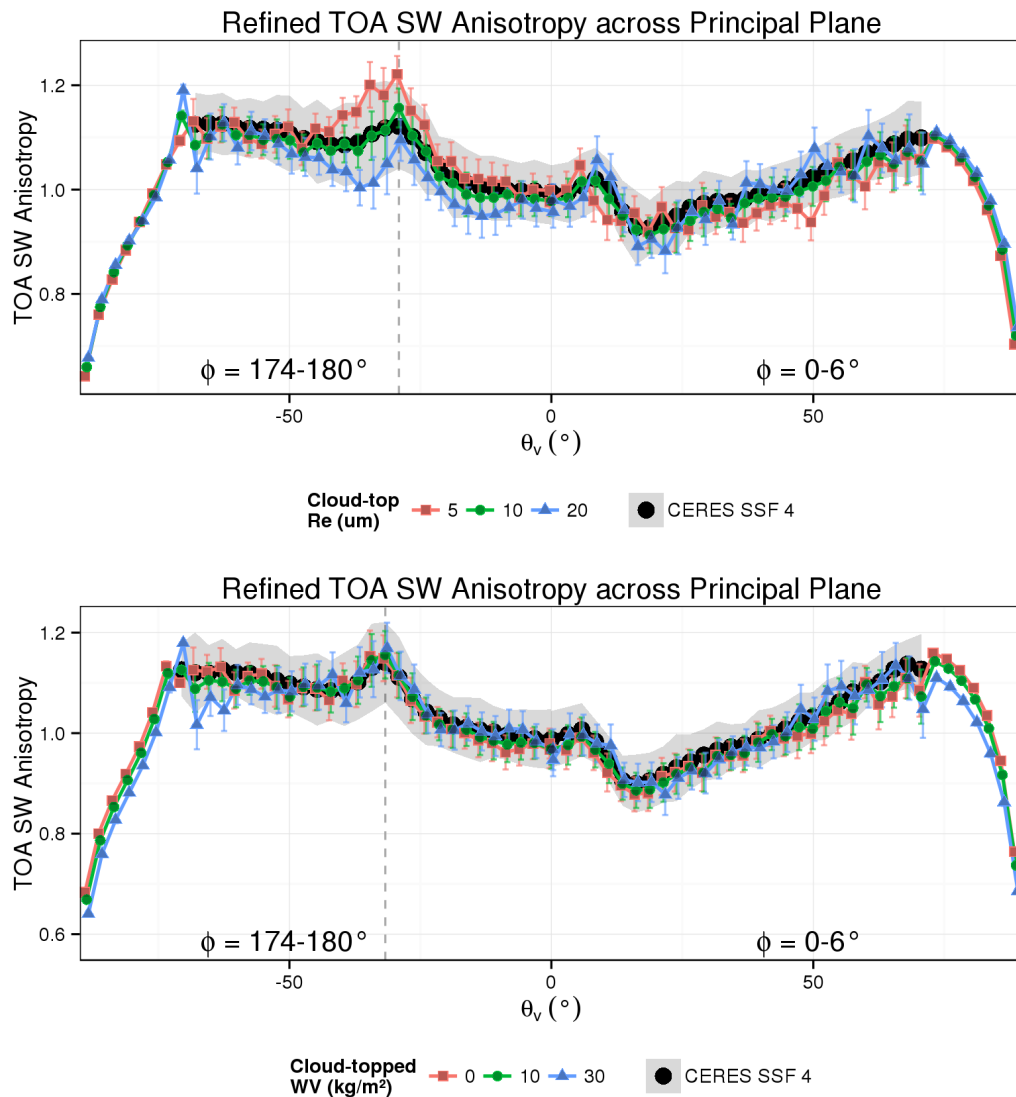 Refined TOA SW Anisotropy across Principal Plane
TOA SW Anisotropy
1.2
1.0
0.8
ϕ = 174-180°
ϕ = 0-6°
-50
0
50
θv (°)
Cloud-top
Re (um)
5
10
20
CERES SSF 4
Refined TOA SW Anisotropy across Principal Plane
TOA SW Anisotropy
1.2
1.0
0.8
0.6
ϕ = 174-180°
ϕ = 0-6°
-50
0
50
θv (°)
Cloud-topped
WV (kg/m²)
0
10
30
CERES SSF 4